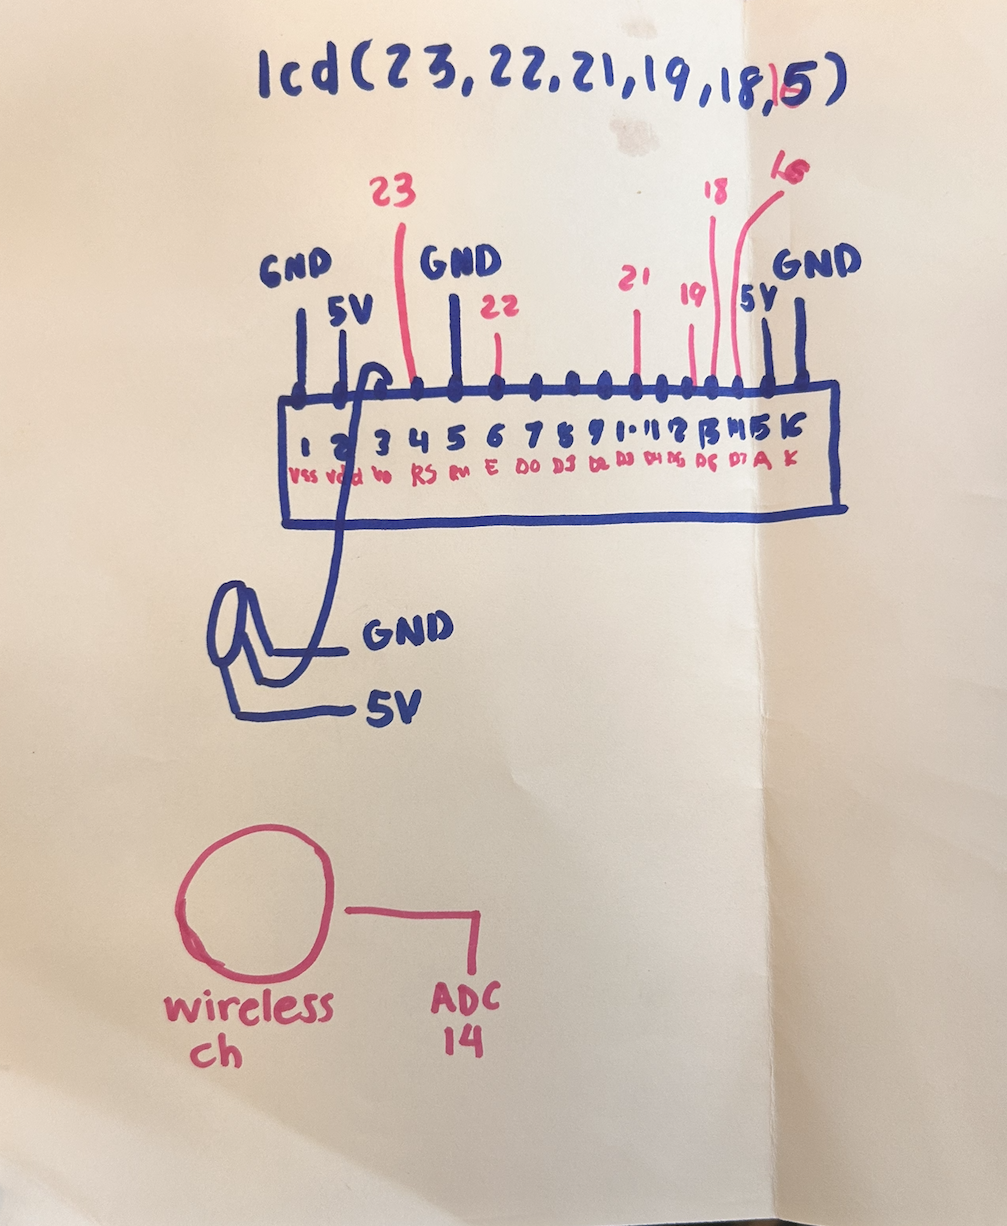 lcd(23,22,21,19,18,15)
23
18
GND
GND
GND
5V
22
21
19
5V
1 2 3 4 5 6 7 8 9 10 11 12 13 14 15 16
Vss Vdd Vo RS RW E D0 D1 D2 D3 D4 D5 D6 D7 A K
GND
5V
wireless
ch
ADC
14